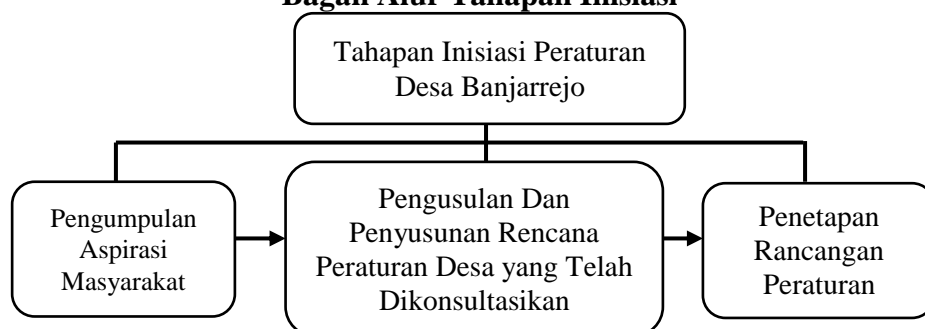 Bagan Alur Tahapan Inisiasi
Tahapan Inisiasi Peraturan
Desa Banjarrejo
Pengumpulan
Aspirasi
Masyarakat
Pengusulan Dan
Penyusunan Rencana
Peraturan Desa yang Telah
Dikonsultasikan
Penetapan
Rancangan
Peraturan